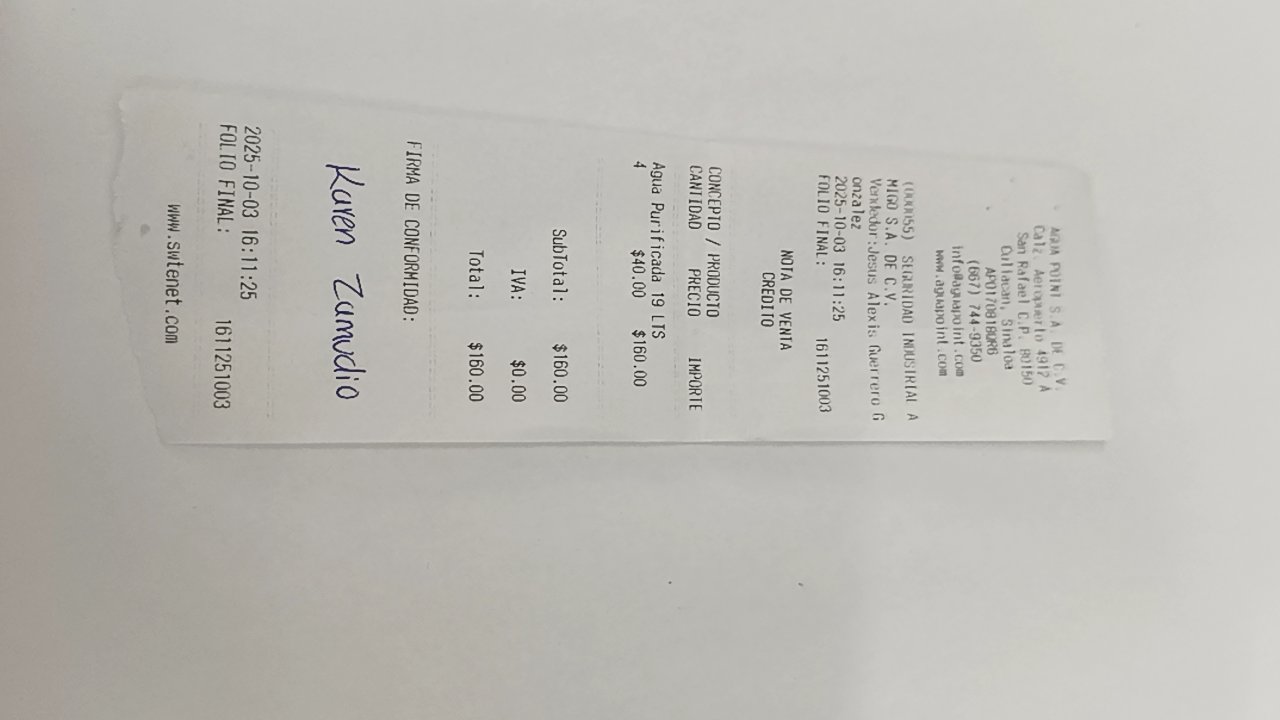 AGUA POINT S.A. DE C.V.
Calz. Aeropuerto 4917 A
San Rafael C.P. 80150
Culiacan, Sinaloa
APO170818QR6
(667) 744-9350
info@aguapoint.com
www.aguapoint.com
(000055) SEGURIDAD INDUSTRIAL A
MIGO S.A. DE C.V.
Vendedor:Jesus Alexis Guerrero G
onzalez
2025-10-03 16:11:25
FOLIO FINAL: 1611251003
NOTA DE VENTA
CREDITO
CONCEPTO / PRODUCTO
CANTIDAD PRECIO IMPORTE
Agua Purificada 19 LTS
4 $40.00 $160.00
SubTotal: $160.00
IVA: $0.00
Total: $160.00
FIRMA DE CONFORMIDAD:
Karen Zamudio
2025-10-03 16:11:25
FOLIO FINAL: 1611251003
www.swtenet.com